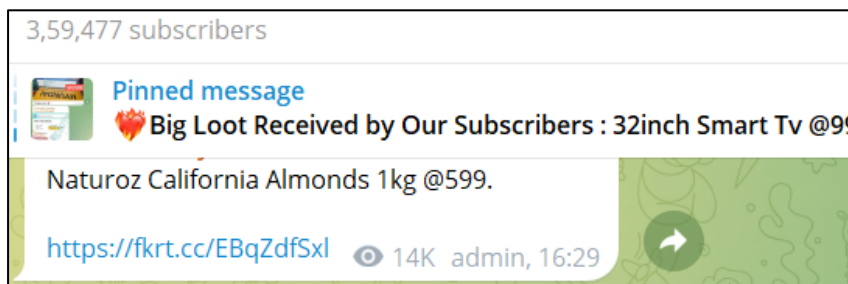 3,59,477 subscribers
Pinned message
Big Loot Received by Our Subscribers : 32inch Smart Tv @99
Naturoz California Almonds 1kg @599.
https://fkrt.cc/EBqZdfSxl 14K admin, 16:29